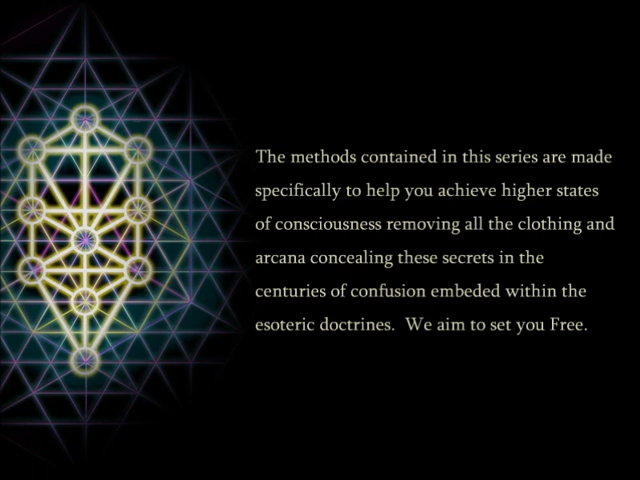 The methods contained in this series are made
specifically to help you achieve higher states
of consciousness removing all the clothing and
arcana concealing these secrets in the
centuries of confusion embeded within the
esoteric doctrines.  We aim to set you Free.